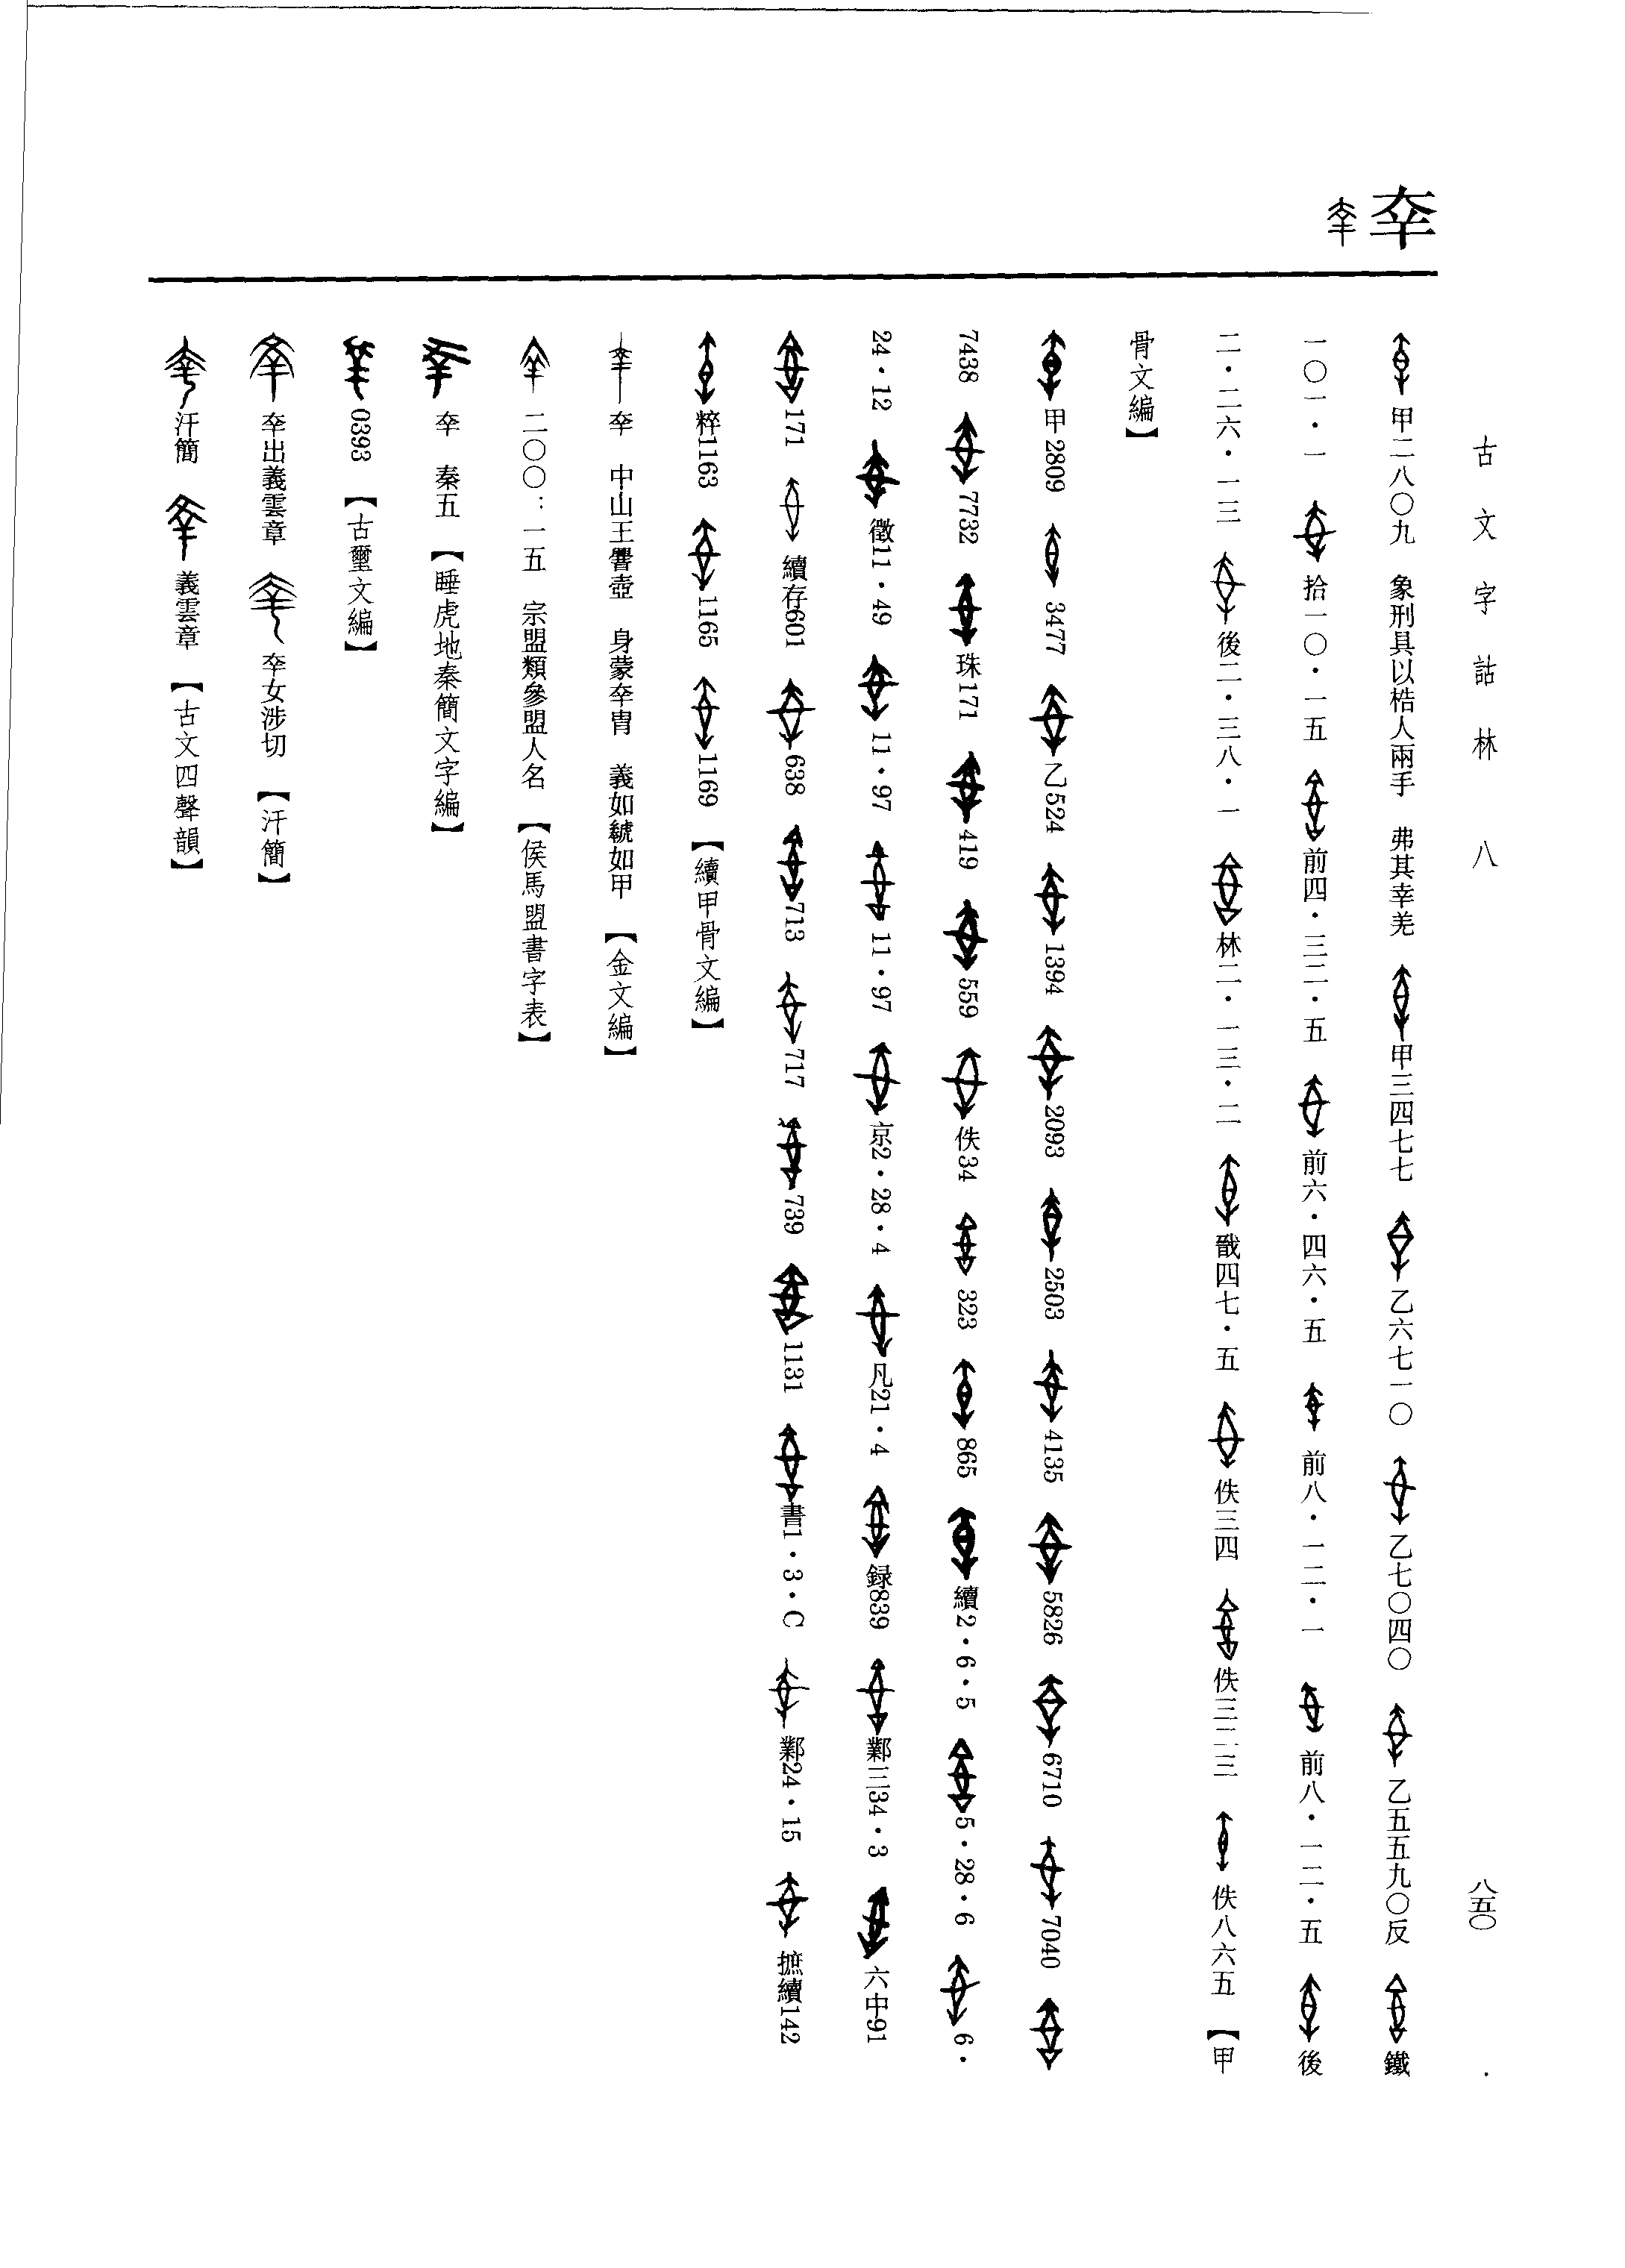 古文字詁林　八
八五〇
㚔
甲二八〇九　象刑具以梏人兩手　弗其幸羌　甲三四七七　乙六七一〇　乙七〇四〇　乙五五九〇反　鐵
一〇一·一　拾一〇·一五　前四·三二·五　前六·四六·五　前八·一二·一　前八·一二·五　後
二·二六·一三　後二·三八·一　林二·一三·二　戩四七·五　佚三四　佚三二三　佚八六五　【甲
骨文編】
甲2809　3477　乙524　1394　2093　2503　4135　5826　6710　7040
7438　7732　珠171　419　559　佚34　323　865　續2·6·5　5·28·6　6·
24·12　徵11·49　11·97　11·97　京2·28·4　凡21·4　録839　鄴三34·3　六中91
171　續存601　638　713　717　739　1131　書1·3·C　鄴24·15　摭續142
粹1163　1165　1169　【續甲骨文編】
㚔　中山王壺　身蒙㚔冑　義如虢如甲　【金文編】
二〇〇：一五　宗盟類參盟人名　【侯馬盟書字表】
㚔　秦五　【睡虎地秦簡文字編】
0393　【古璽文編】
㚔出義雲章　㚔女涉切　【汗簡】
汗簡　義雲章　【古文四聲韻】